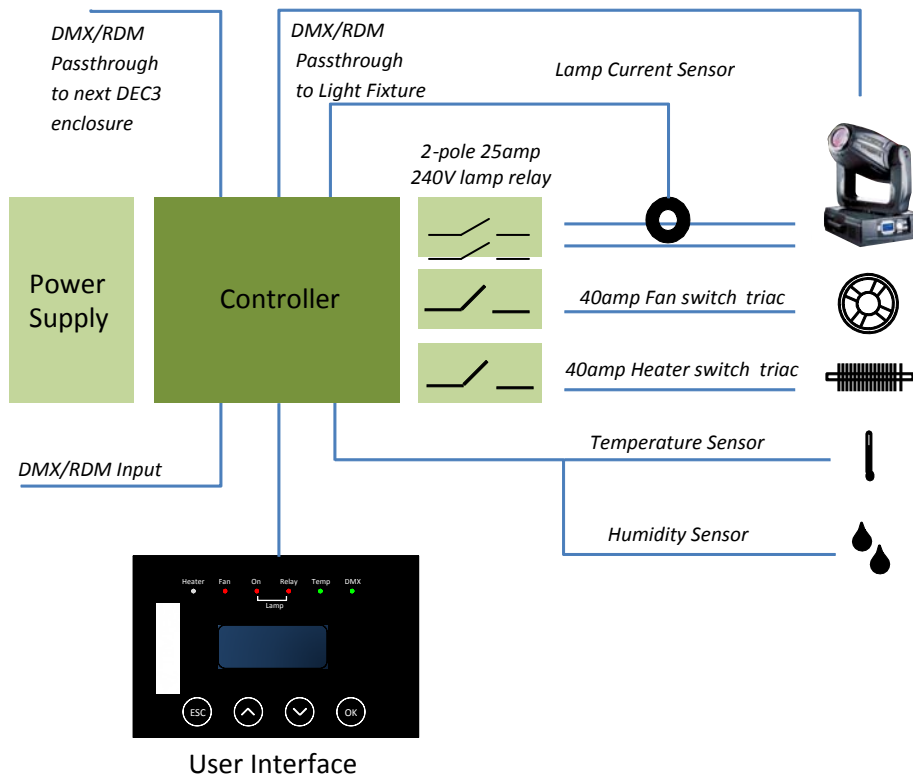 DMX/RDM
Passthrough
to next DEC3
enclosure
DMX/RDM
Passthrough
to Light Fixture
Lamp Current Sensor
2-pole 25amp
240V lamp relay
Power
Supply
Controller
40amp Fan switch triac
40amp Heater switch triac
Temperature Sensor
DMX/RDM Input
Humidity Sensor
Heater Fan On Relay Temp DMX
Lamp
ESC OK
User Interface